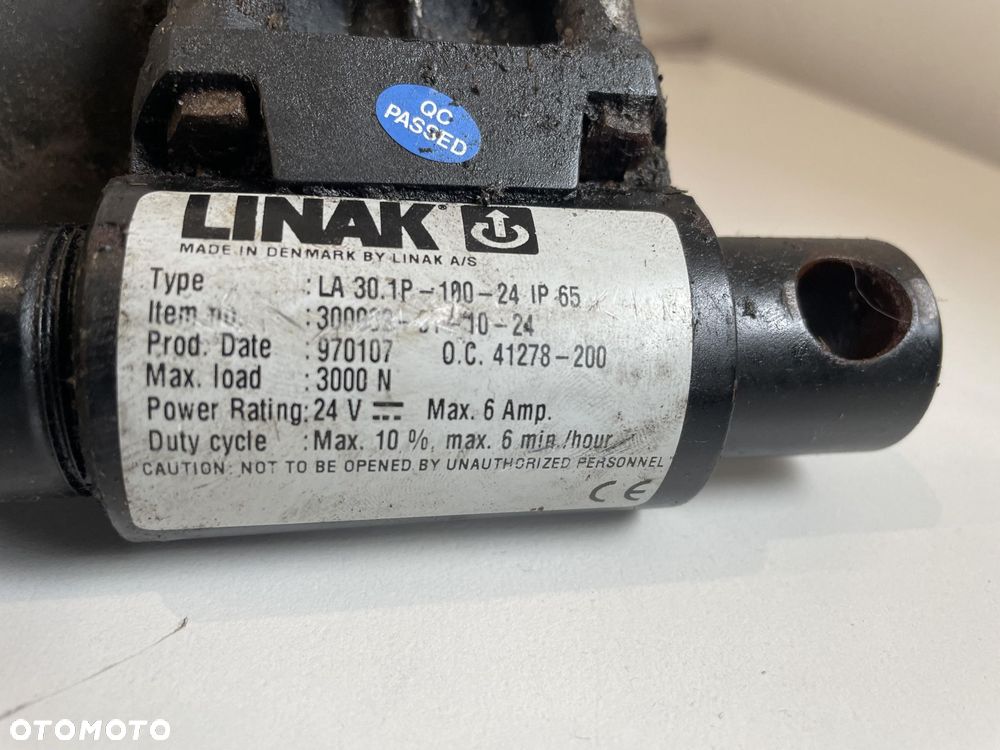 QC
PASSED
LINAK®
MADE IN DENMARK BY LINAK A/S
Type : LA 30.1P-100-24 IP 65
Item no. :
Prod. Date : 970107 O.C. 41278-200
Max. load : 3000 N
Power Rating: 24 V Max. 6 Amp.
Duty cycle : Max. 10 %, max. 6 min./hour
"CAUTION: NOT TO BE OPENED BY UNAUTHORIZED PERSONNEL"
CE
OTOMOTO